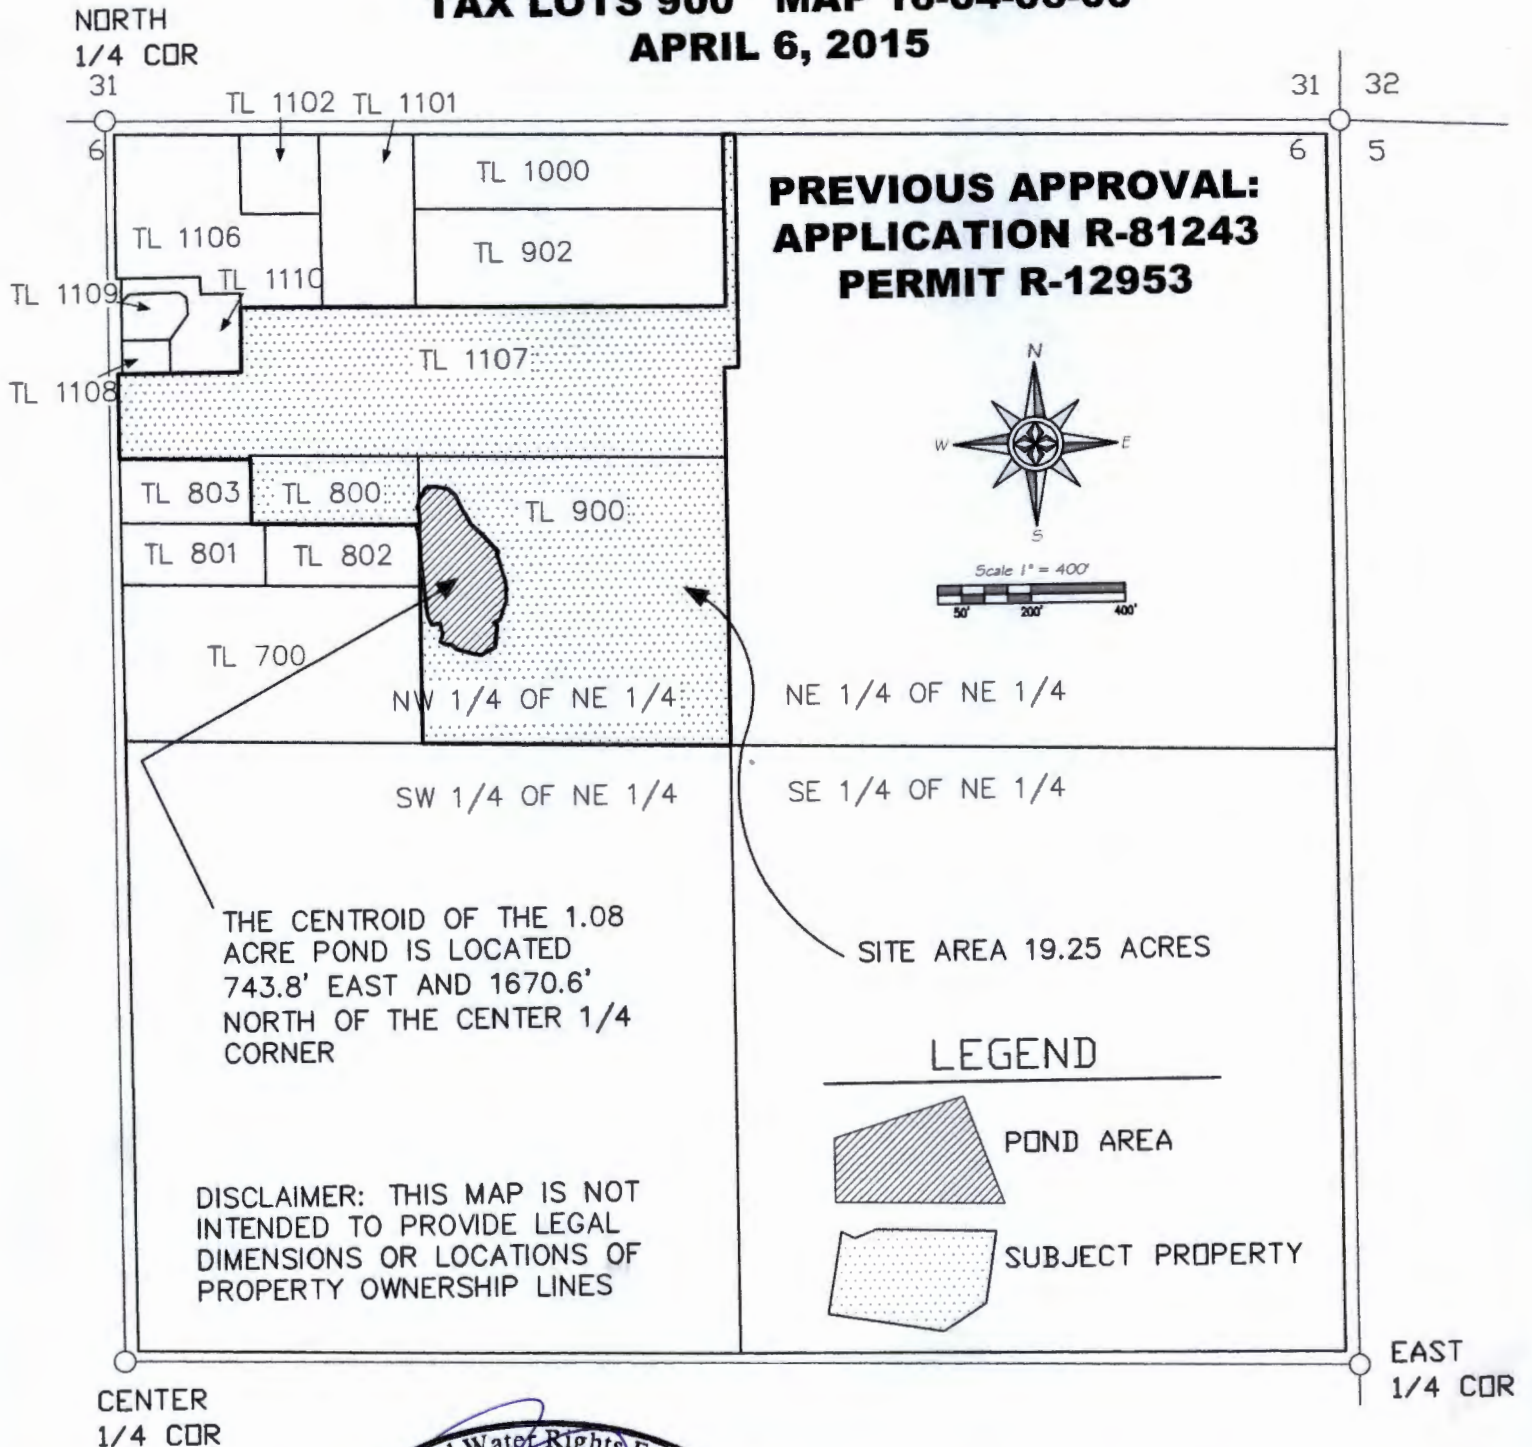 TAX LOTS 900
APRIL 6, 2015
NORTH
1/4 COR
31
31
32
6
6
5
TL 1102
TL 1101
TL 1000
TL 902
TL 1106
TL 1110
TL 1109
TL 1108
TL 1107
PREVIOUS APPROVAL:
APPLICATION R-81243
PERMIT R-12953
N
W
E
S
Scale 1" = 400'
50'
200'
400'
TL 803
TL 800
TL 900
TL 801
TL 802
TL 700
NW 1/4 OF NE 1/4
NE 1/4 OF NE 1/4
SW 1/4 OF NE 1/4
SE 1/4 OF NE 1/4
THE CENTROID OF THE 1.08
ACRE POND IS LOCATED
743.8' EAST AND 1670.6'
NORTH OF THE CENTER 1/4
CORNER
SITE AREA 19.25 ACRES
LEGEND
POND AREA
SUBJECT PROPERTY
DISCLAIMER: THIS MAP IS NOT
INTENDED TO PROVIDE LEGAL
DIMENSIONS OR LOCATIONS OF
PROPERTY OWNERSHIP LINES
CENTER
1/4 COR
EAST
1/4 COR
Water Rights